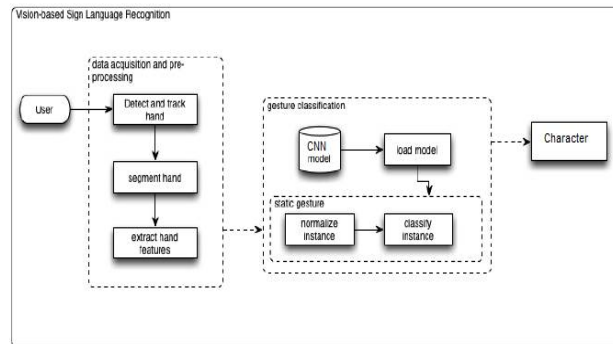 Vision-based Sign Language Recognition
data acquisition and pre-
processing
User
Detect and track
hand
segment hand
extract hand
features
gesture classification
CNN
model
load model
static gesture
normalize
instance
classify
instance
Character